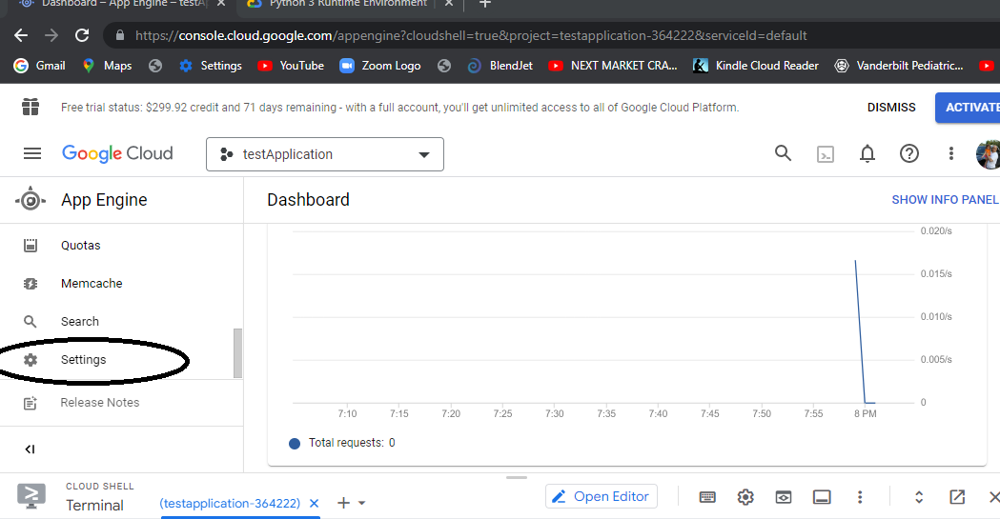 Dashboard – App Engine – testA
Python 3 Runtime Environment
https://console.cloud.google.com/appengine?cloudshell=true&project=testapplication-364222&serviceId=default
Gmail Maps Settings YouTube Zoom Logo BlendJet NEXT MARKET CRA... Kindle Cloud Reader Vanderbilt Pediatric...
Free trial status: $299.92 credit and 71 days remaining - with a full account, you'll get unlimited access to all of Google Cloud Platform.
DISMISS
ACTIVATE
Google Cloud
testApplication
App Engine
Dashboard
SHOW INFO PANEL
Quotas
Memcache
Search
Settings
Release Notes
0.020/s
0.015/s
0.010/s
0.005/s
0
7:10 7:15 7:20 7:25 7:30 7:35 7:40 7:45 7:50 7:55 8 PM
Total requests: 0
CLOUD SHELL
Terminal
(testapplication-364222)
Open Editor